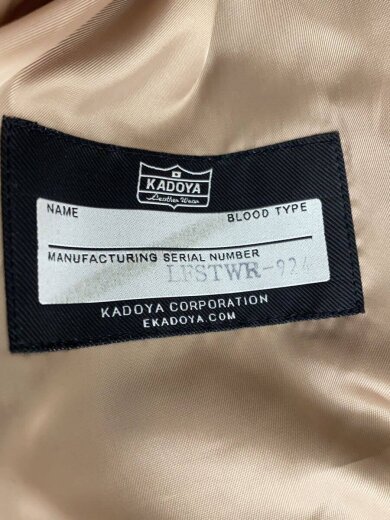 KADOYA
Leather Wear
NAME BLOOD TYPE
MANUFACTURING SERIAL NUMBER
LFSTWR-924
KADOYA CORPORATION
EKADOYA.COM